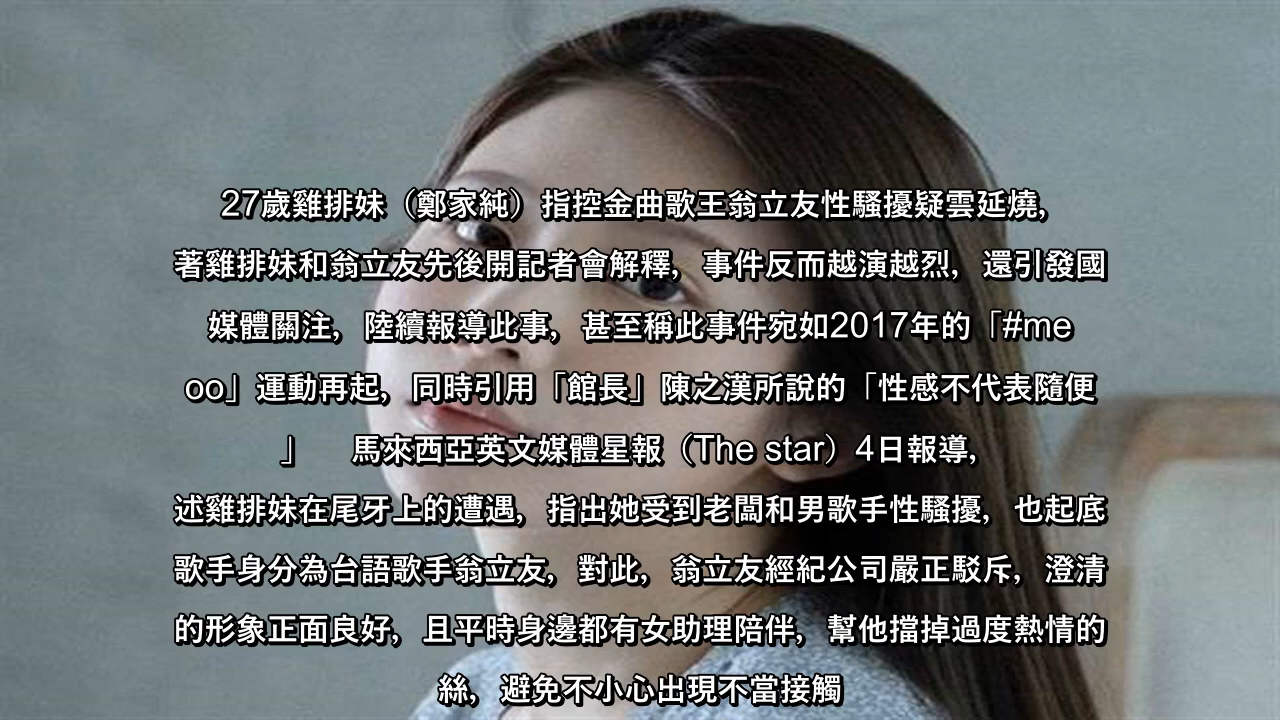 27歲雞排妹（鄭家純）指控金曲歌王翁立友性騷擾疑雲延燒，
著雞排妹和翁立友先後開記者會解釋，事件反而越演越烈，還引發國
媒體關注，陸續報導此事，甚至稱此事件宛如2017年的「#me
oo」運動再起，同時引用「館長」陳之漢所說的「性感不代表隨便
」　馬來西亞英文媒體星報（The star）4日報導，
述雞排妹在尾牙上的遭遇，指出她受到老闆和男歌手性騷擾，也起底
歌手身分為台語歌手翁立友，對此，翁立友經紀公司嚴正駁斥，澄清
的形象正面良好，且平時身邊都有女助理陪伴，幫他擋掉過度熱情的
絲，避免不小心出現不當接觸